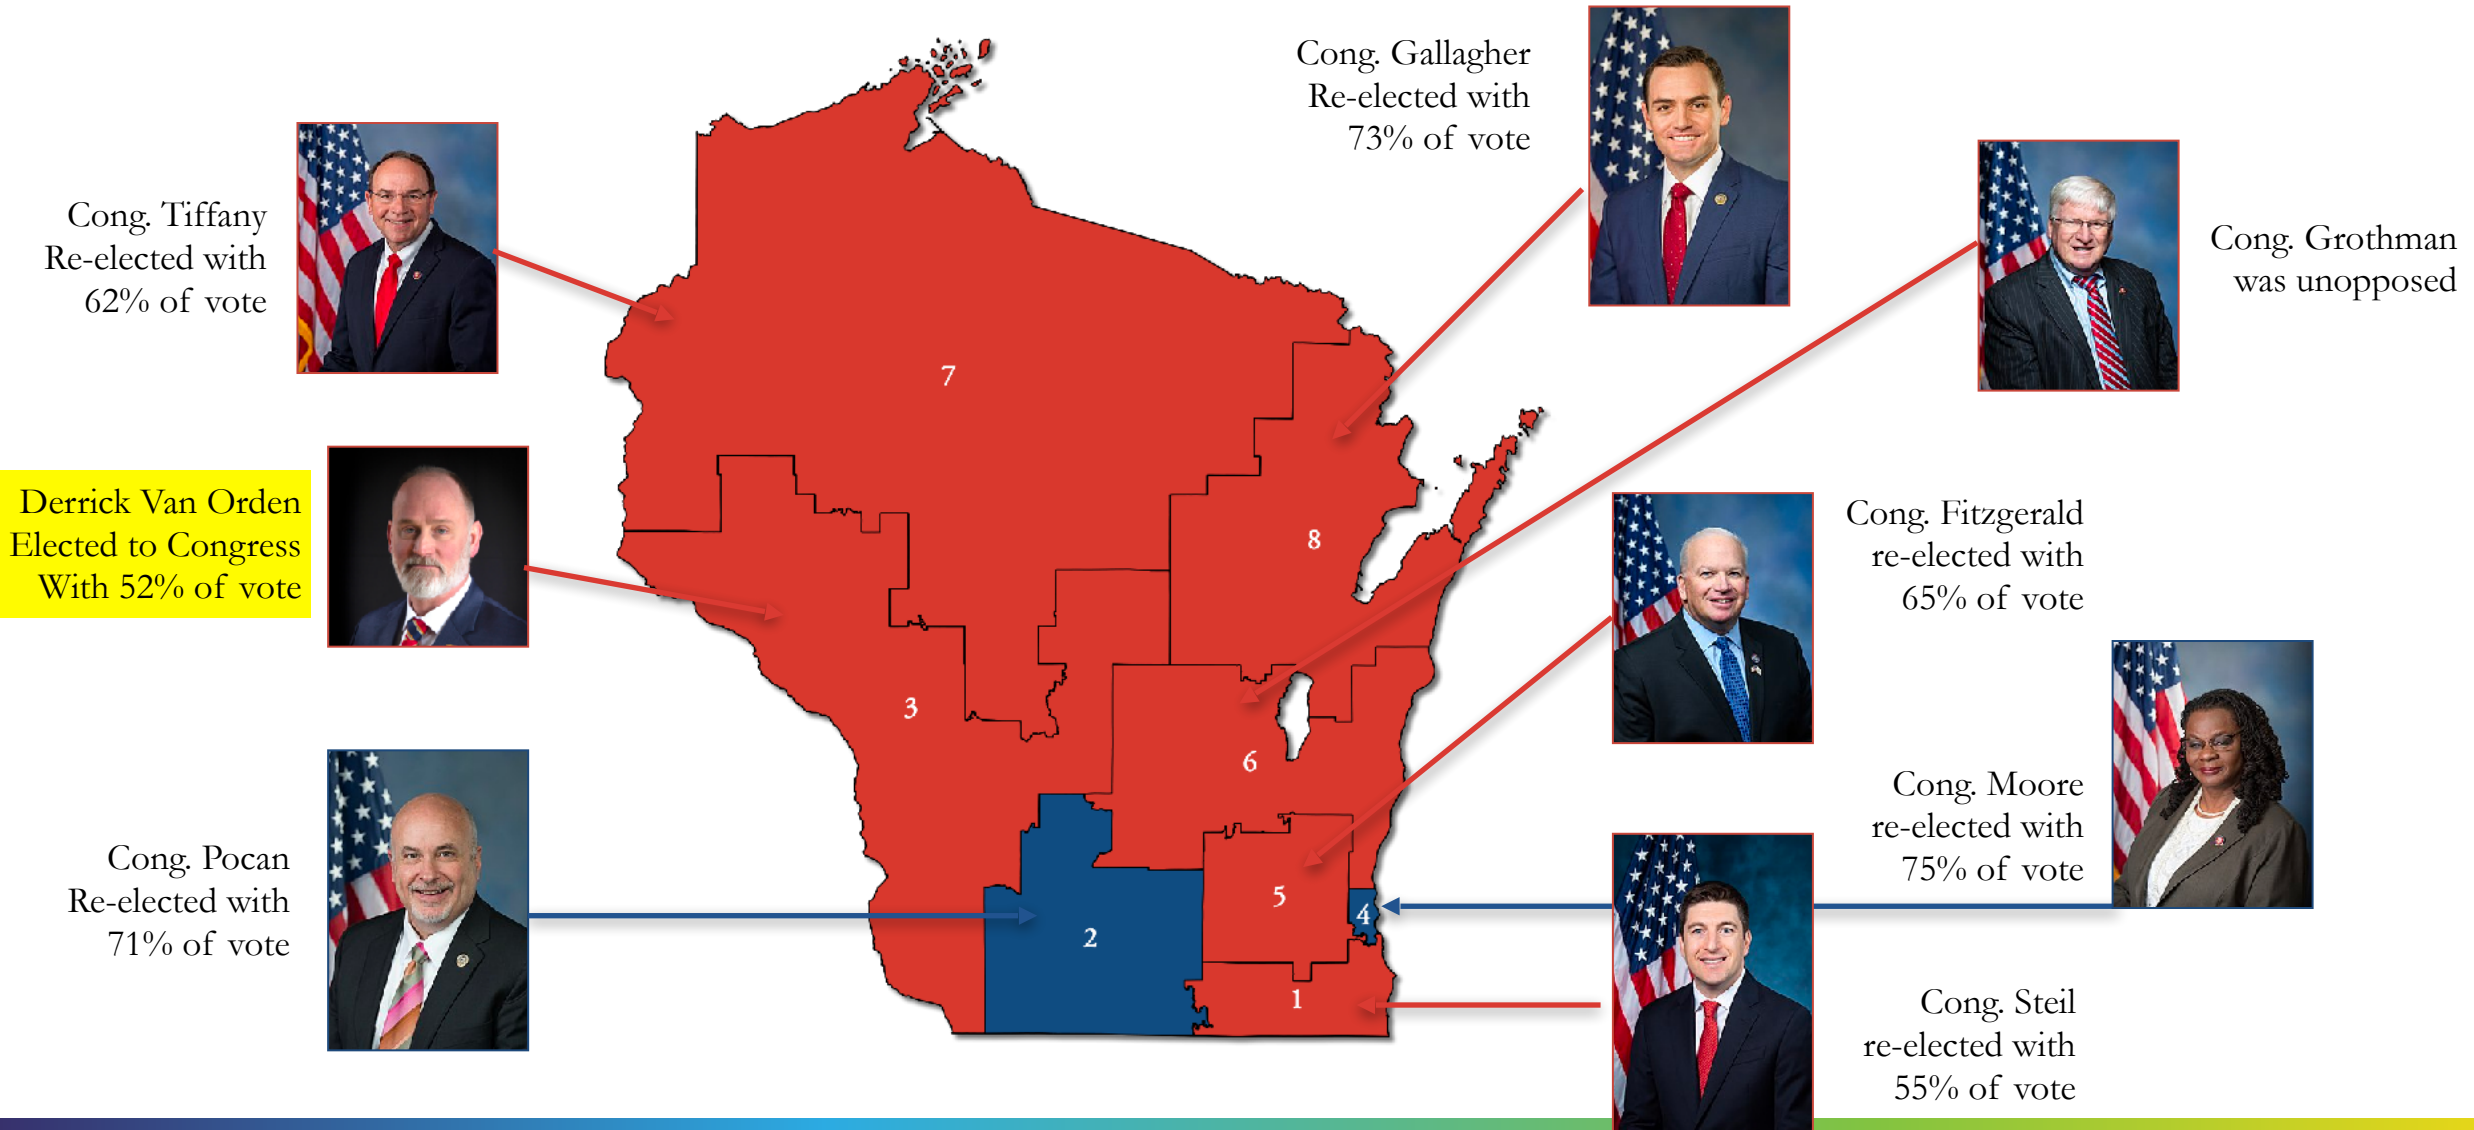 Cong. Gallagher
Re-elected with
73% of vote
Cong. Tiffany
Re-elected with
62% of vote
Cong. Grothman
was unopposed
7
Derrick Van Orden
Elected to Congress
With 52% of vote
8
Cong. Fitzgerald
re-elected with
65% of vote
3
6
Cong. Moore
re-elected with
75% of vote
Cong. Pocan
Re-elected with
71% of vote
5
4
2
1
Cong. Steil
re-elected with
55% of vote